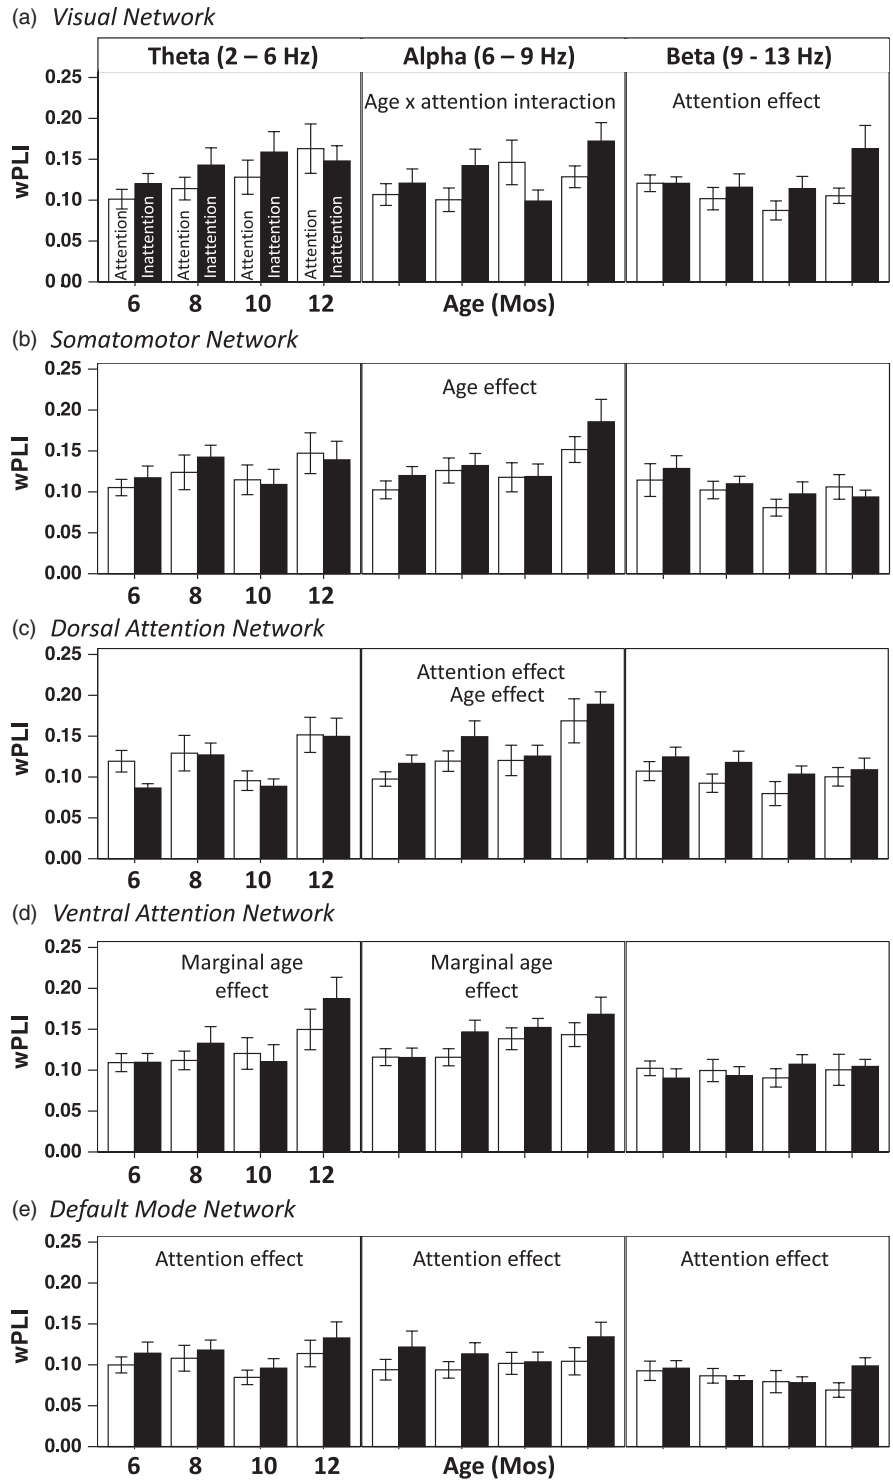 (a) Visual Network
Theta (2 – 6 Hz) Alpha (6 – 9 Hz) Beta (9 - 13 Hz)
0.25
0.20
0.15
0.10
0.05
0.00
wPLI
Age x attention interaction
Attention effect
Attention Inattention Attention Inattention Attention Inattention Attention Inattention
6 8 10 12 Age (Mos)
(b) Somatomotor Network
0.25
0.20
0.15
0.10
0.05
0.00
wPLI
Age effect
6 8 10 12
(c) Dorsal Attention Network
0.25
0.20
0.15
0.10
0.05
0.00
wPLI
Attention effect
Age effect
6 8 10 12
(d) Ventral Attention Network
0.25
0.20
0.15
0.10
0.05
0.00
wPLI
Marginal age
effect
Marginal age
effect
6 8 10 12
(e) Default Mode Network
0.25
0.20
0.15
0.10
0.05
0.00
wPLI
Attention effect
Attention effect
Attention effect
6 8 10 12 Age (Mos)